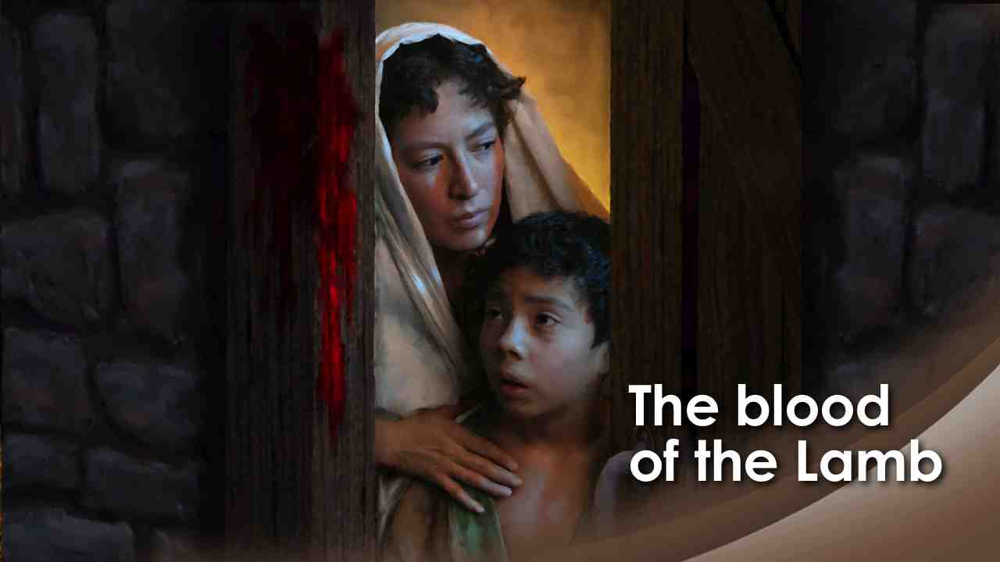 The blood
of the Lamb